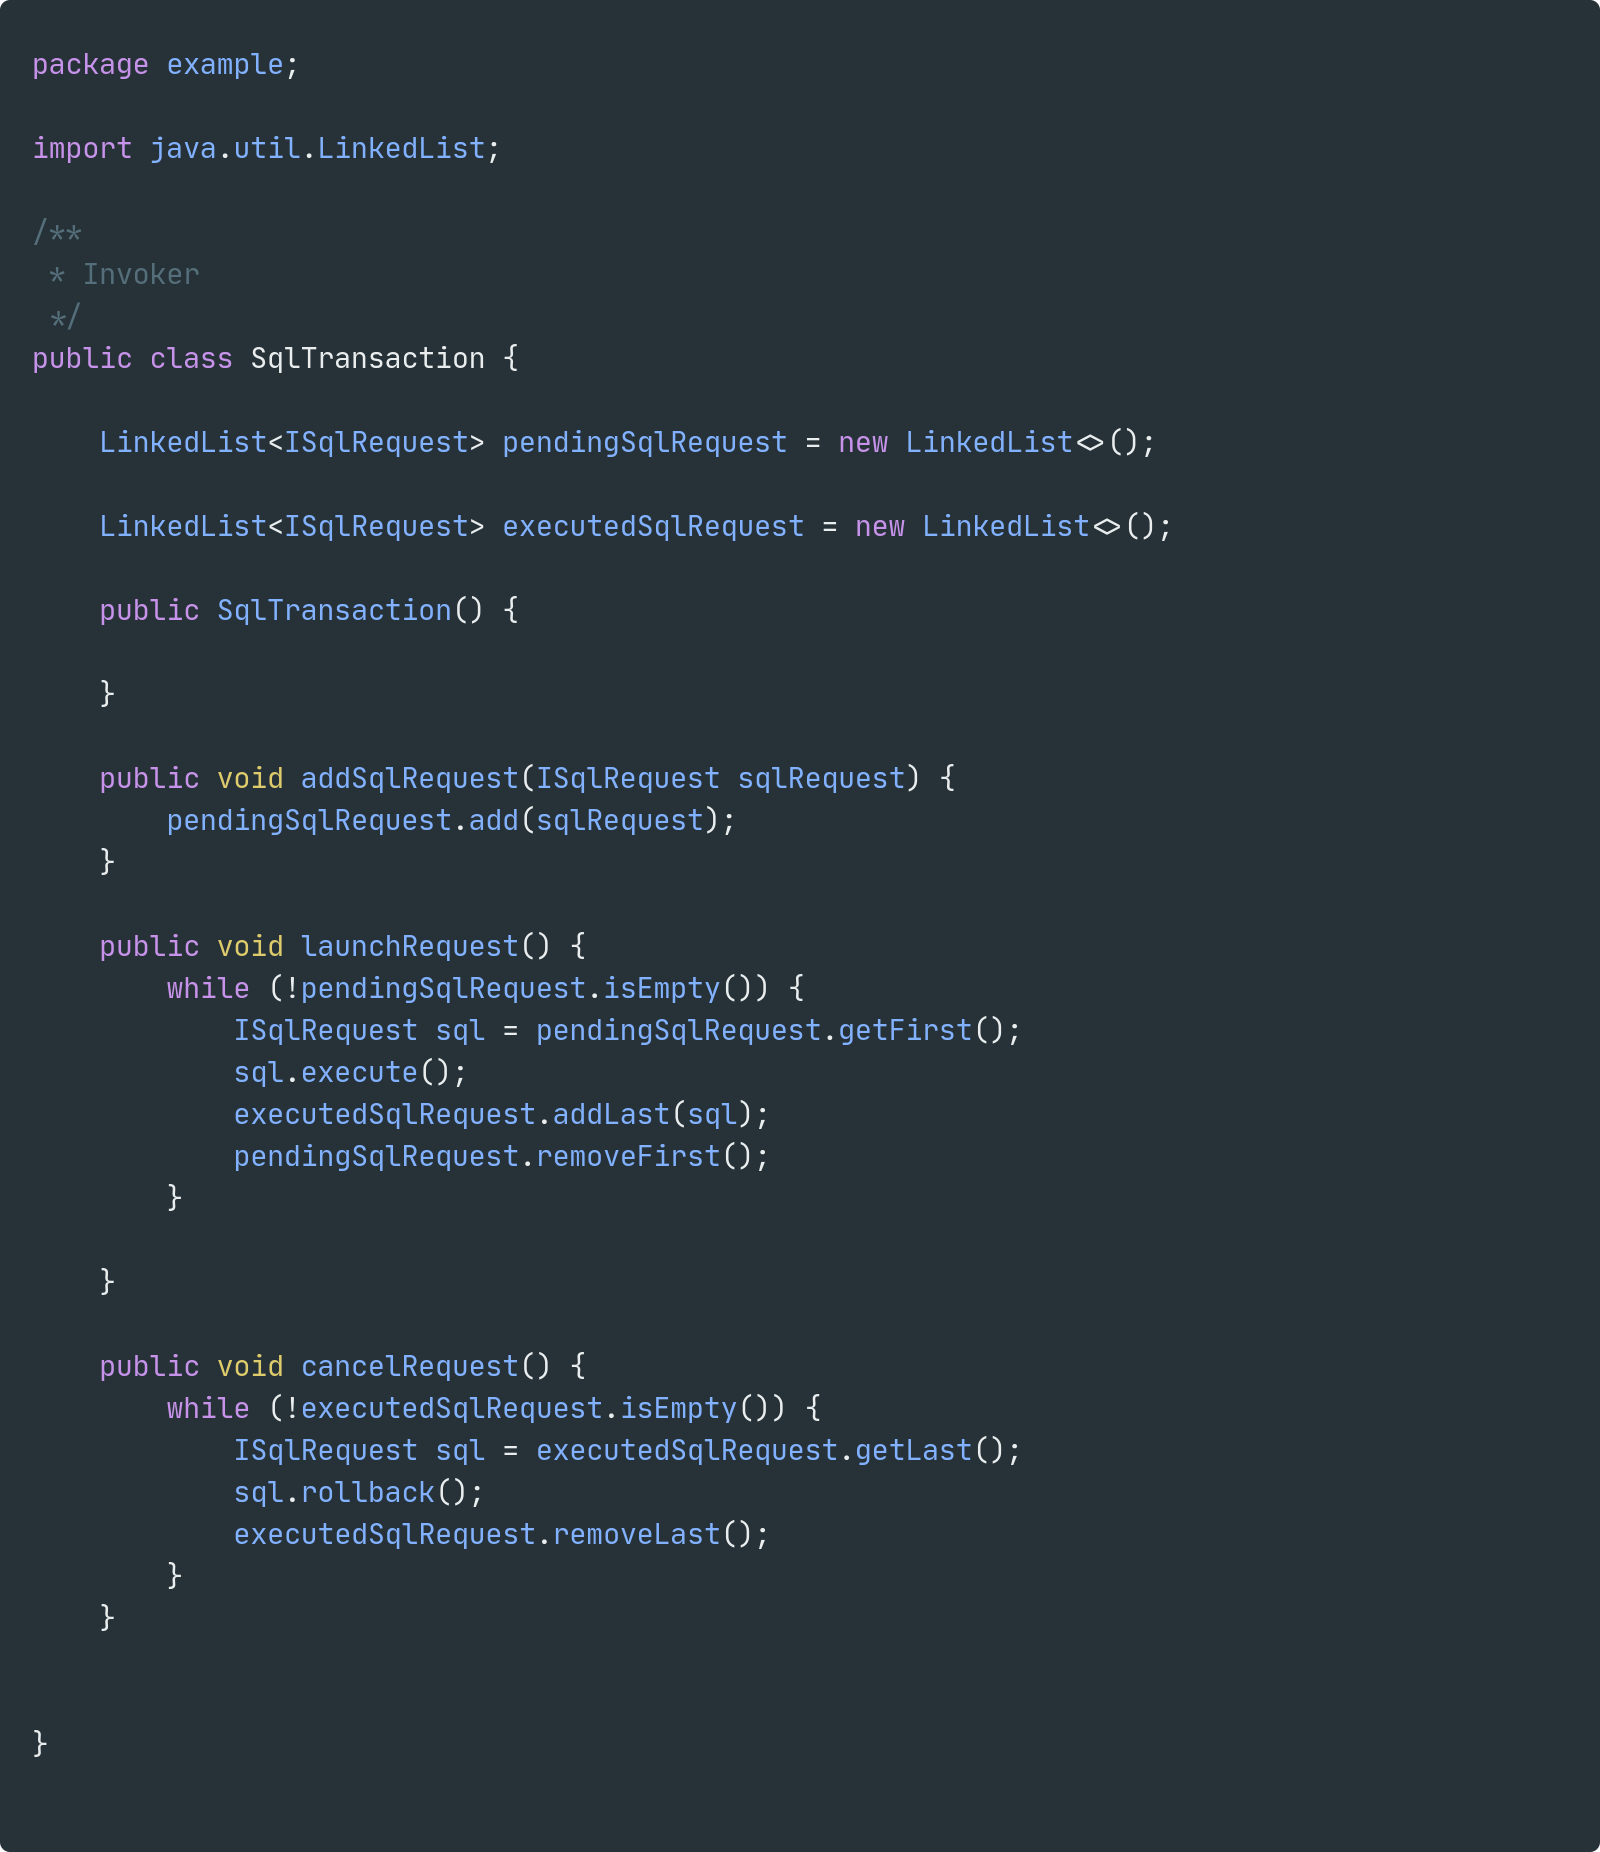 package example;
import java.util.LinkedList;
/**
 * Invoker
 */
public class SqlTransaction {
    LinkedList<ISqlRequest> pendingSqlRequest = new LinkedList<>();
    LinkedList<ISqlRequest> executedSqlRequest = new LinkedList<>();
    public SqlTransaction() {
    }
    public void addSqlRequest(ISqlRequest sqlRequest) {
        pendingSqlRequest.add(sqlRequest);
    }
    public void launchRequest() {
        while (!pendingSqlRequest.isEmpty()) {
            ISqlRequest sql = pendingSqlRequest.getFirst();
            sql.execute();
            executedSqlRequest.addLast(sql);
            pendingSqlRequest.removeFirst();
        }
    }
    public void cancelRequest() {
        while (!executedSqlRequest.isEmpty()) {
            ISqlRequest sql = executedSqlRequest.getLast();
            sql.rollback();
            executedSqlRequest.removeLast();
        }
    }
}